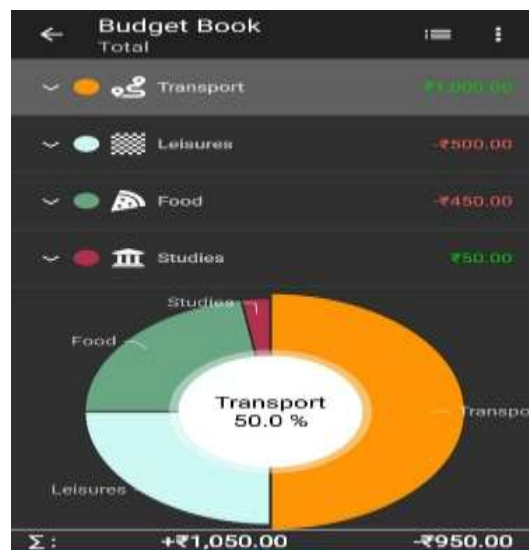 Budget Book
Total
Transport ₹1,000.00
Leisures -₹500.00
Food -₹450.00
Studies ₹50.00
Studies
Food
Transport
50.0 %
Transpo
Leisures
Σ : +₹1,050.00 -₹950.00